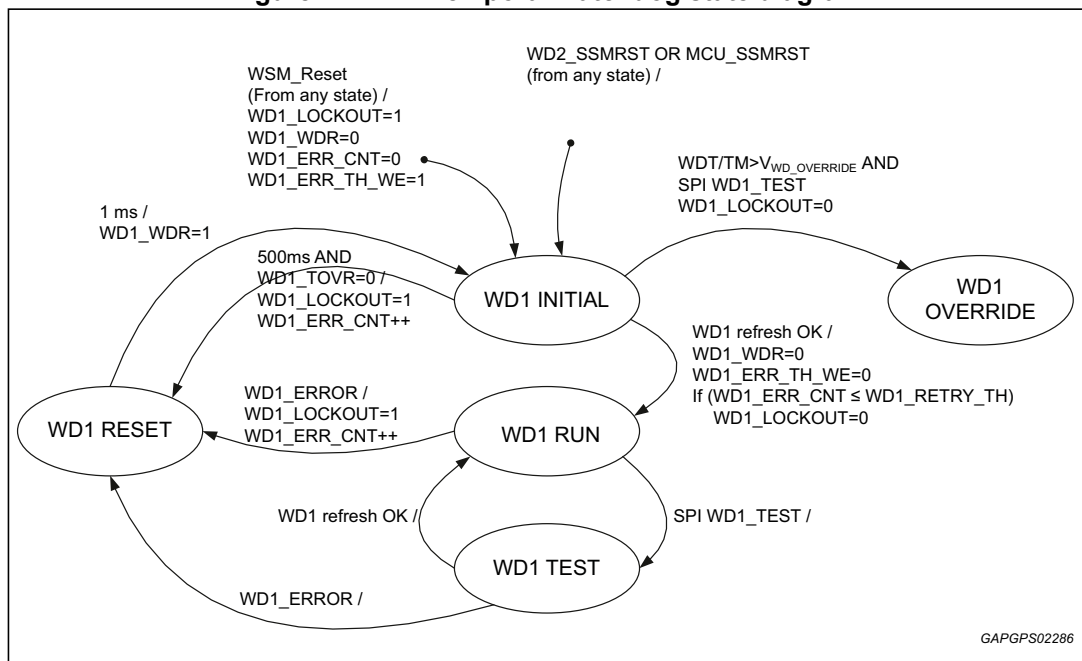 WD2_SSMRST OR MCU_SSMRST
(from any state) /
WSM_Reset
(From any state) /
WD1_LOCKOUT=1
WD1_WDR=0
WD1_ERR_CNT=0
WD1_ERR_TH_WE=1
WDT/TM>VWD_OVERRIDE AND
SPI WD1_TEST
WD1_LOCKOUT=0
1 ms /
WD1_WDR=1
500ms AND
WD1_TOVR=0 /
WD1_LOCKOUT=1
WD1_ERR_CNT++
WD1 INITIAL
WD1
OVERRIDE
WD1 refresh OK /
WD1_WDR=0
WD1_ERR_TH_WE=0
If (WD1_ERR_CNT ≤ WD1_RETRY_TH)
WD1_LOCKOUT=0
WD1_ERROR /
WD1_LOCKOUT=1
WD1_ERR_CNT++
WD1 RESET
WD1 RUN
WD1 refresh OK /
SPI WD1_TEST /
WD1 TEST
WD1_ERROR /
GAPGPS02286